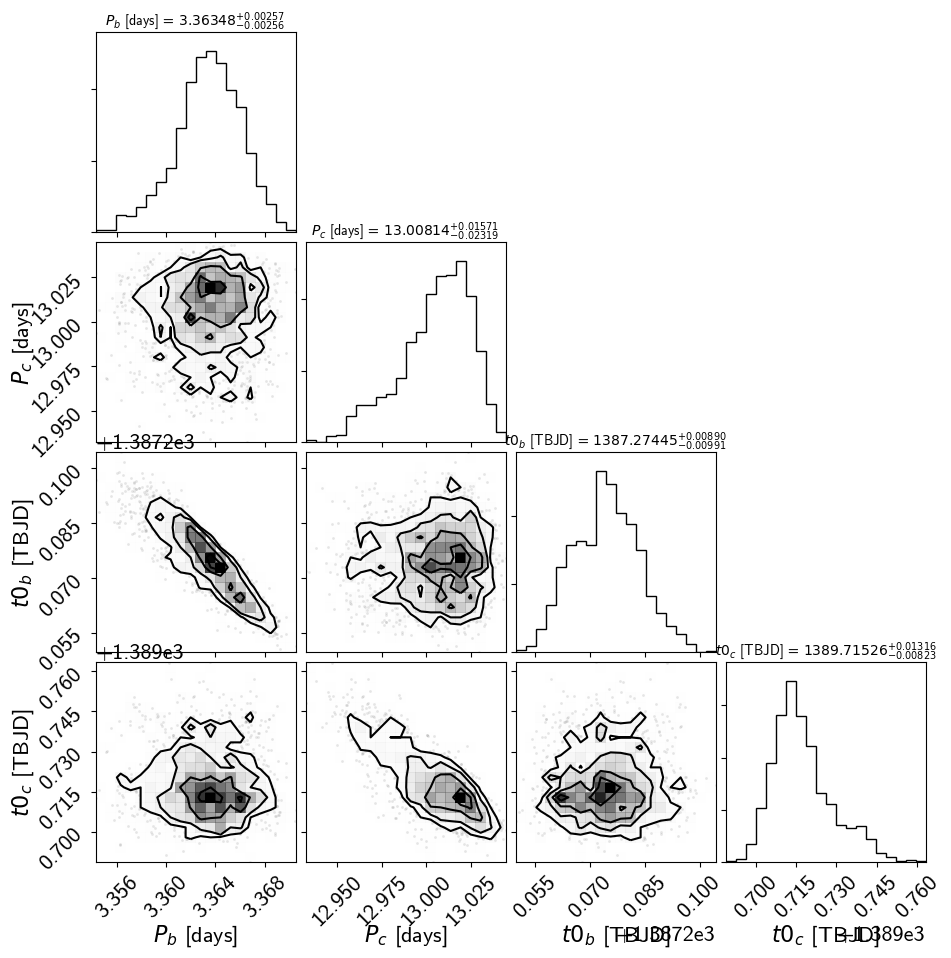 P_b [days] = 3.36348^{+0.00257}_{−0.00256}
P_c [days] = 13.00814^{+0.01571}_{−0.02319}
P_c [days]
13.025
13.000
12.975
12.950
t0_b [TBJD] = 1387.27445^{+0.00890}_{−0.00991}
+1.3872e3
t0_b [TBJD]
0.100
0.085
0.070
0.055
t0_c [TBJD] = 1389.71526^{+0.01316}_{−0.00823}
+1.389e3
t0_c [TBJD]
0.760
0.745
0.730
0.715
0.700
3.356 3.360 3.364 3.368 12.950 12.975 13.000 13.025 0.055 0.070 0.085 0.100 0.700 0.715 0.730 0.745 0.760
P_b [days] P_c [days] t0_b [TBJD] +1.3872e3 t0_c [TBJD] +1.389e3